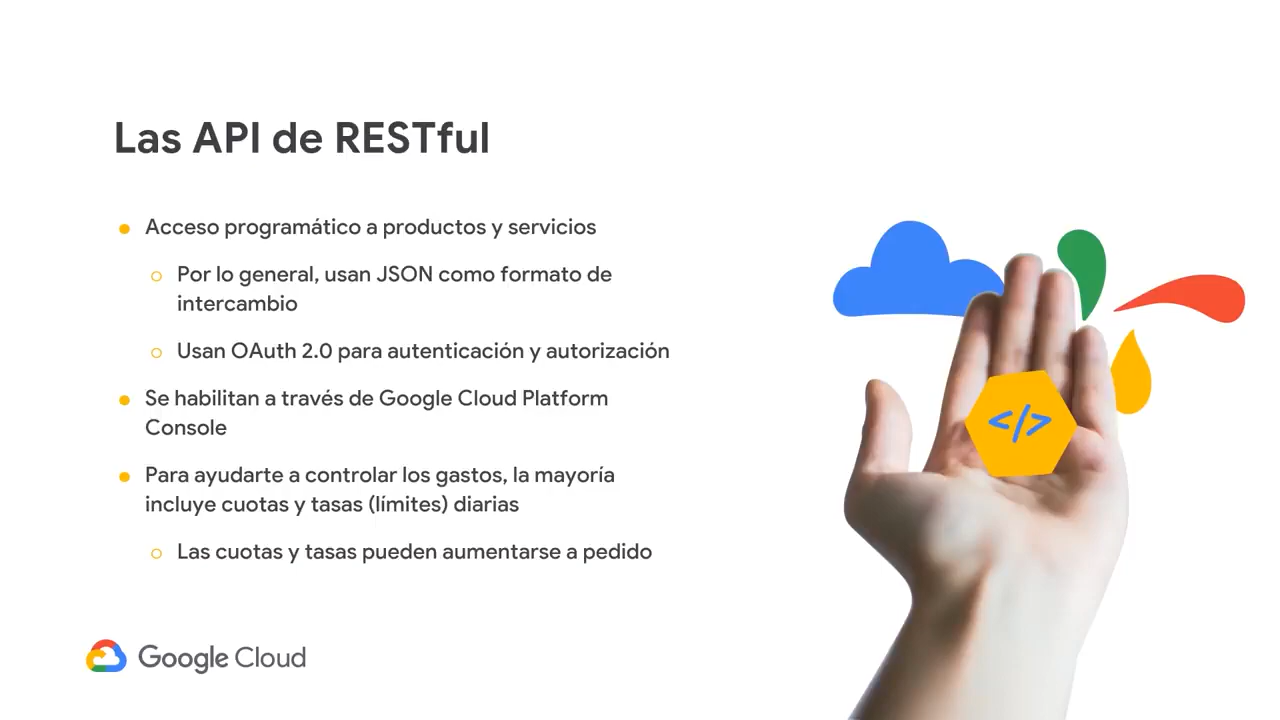 Las API de RESTful
Acceso programático a productos y servicios
Por lo general, usan JSON como formato de
intercambio
Usan OAuth 2.0 para autenticación y autorización
Se habilitan a través de Google Cloud Platform
Console
Para ayudarte a controlar los gastos, la mayoría
incluye cuotas y tasas (límites) diarias
Las cuotas y tasas pueden aumentarse a pedido
</>
Google Cloud